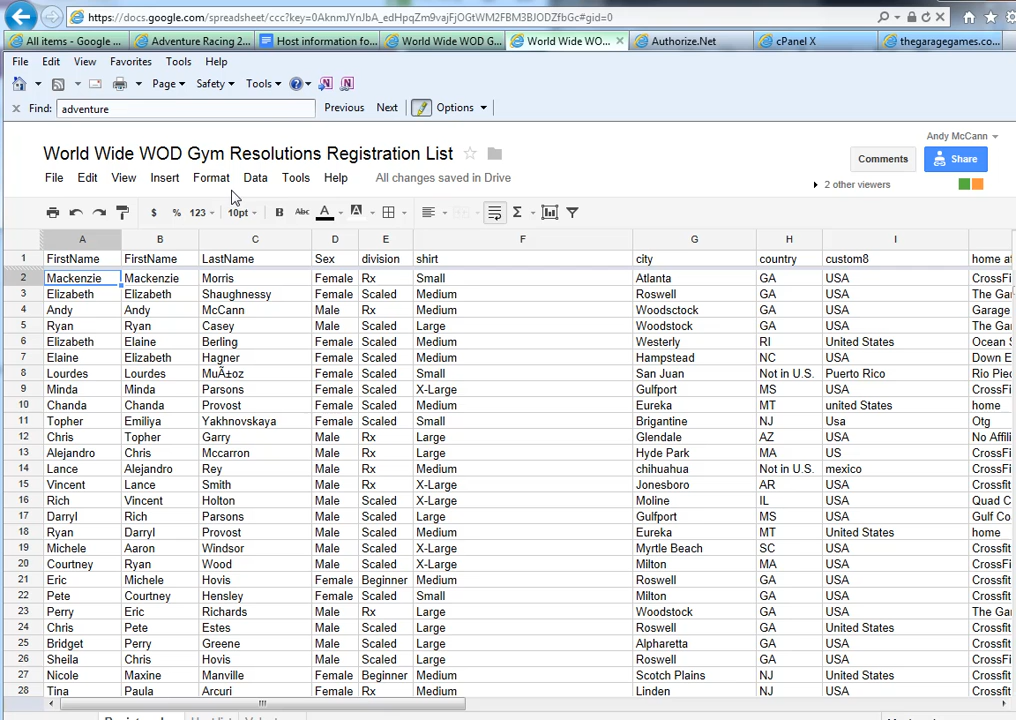 https://docs.google.com/spreadsheet/ccc?key=0AknmJYnJbA_edHpqZm9vajFjOGtWM2FBM3BJODZfbGc#gid=0
All items - Google ... Adventure Racing 2... Host information fo... World Wide WOD G... World Wide WO... Authorize.Net cPanel X thegaragegames.co...
File Edit View Favorites Tools Help
Page Safety Tools
Find: adventure Previous Next Options
Andy McCann
World Wide WOD Gym Resolutions Registration List Comments Share
File Edit View Insert Format Data Tools Help All changes saved in Drive 2 other viewers
$ % 123 10pt B Abc A A Σ
A B C D E F G H I
1 FirstName FirstName LastName Sex division shirt city country custom8 home a
2 Mackenzie Mackenzie Morris Female Rx Small Atlanta GA USA CrossFi
3 Elizabeth Elizabeth Shaughnessy Female Scaled Medium Roswell GA USA The Ga
4 Andy Andy McCann Male Rx Medium Woodsctock GA USA Garage
5 Ryan Ryan Casey Male Scaled Large Woodstock GA USA The Ga
6 Elizabeth Elaine Berling Female Scaled Medium Westerly RI United States Ocean S
7 Elaine Elizabeth Hagner Female Scaled Medium Hampstead NC USA Down E
8 Lourdes Lourdes MuÃ±oz Female Scaled Small San Juan Not in U.S. Puerto Rico Rio Pie
9 Minda Minda Parsons Female Scaled X-Large Gulfport MS USA CrossFi
10 Chanda Chanda Provost Female Scaled Medium Eureka MT united States home
11 Topher Emiliya Yakhnovskaya Female Scaled Small Brigantine NJ Usa Otg
12 Chris Topher Garry Male Rx Large Glendale AZ USA No Affili
13 Alejandro Chris Mccarron Male Rx Large Hyde Park MA US CrossFi
14 Lance Alejandro Rey Male Rx Medium chihuahua Not in U.S. mexico CrossFi
15 Vincent Lance Smith Male Rx X-Large Jonesboro AR USA CrossFi
16 Rich Vincent Holton Male Scaled X-Large Moline IL USA Quad C
17 Darryl Rich Parsons Male Scaled Large Gulfport MS USA Gulf Co
18 Ryan Darryl Provost Male Scaled Medium Eureka MT United States home
19 Michele Aaron Windsor Male Scaled X-Large Myrtle Beach SC USA Crossfit
20 Courtney Ryan Wood Male Scaled X-Large Milton MA USA CrossFi
21 Eric Michele Hovis Female Beginner Medium Roswell GA USA Crossfit
22 Pete Courtney Hensley Female Scaled Small Milton GA USA Crossfit
23 Perry Eric Richards Male Rx Large Woodstock GA USA The Ga
24 Chris Pete Estes Male Scaled Large Roswell GA United States Crossfit
25 Bridget Perry Greene Male Scaled Large Alpharetta GA USA Crossfit
26 Sheila Chris Hovis Male Scaled Large Roswell GA USA Crossfit
27 Nicole Maxine Manville Female Beginner Medium Scotch Plains NJ United States Crossfit
28 Tina Paula Arcuri Female Scaled Medium Linden NJ USA Crossfit